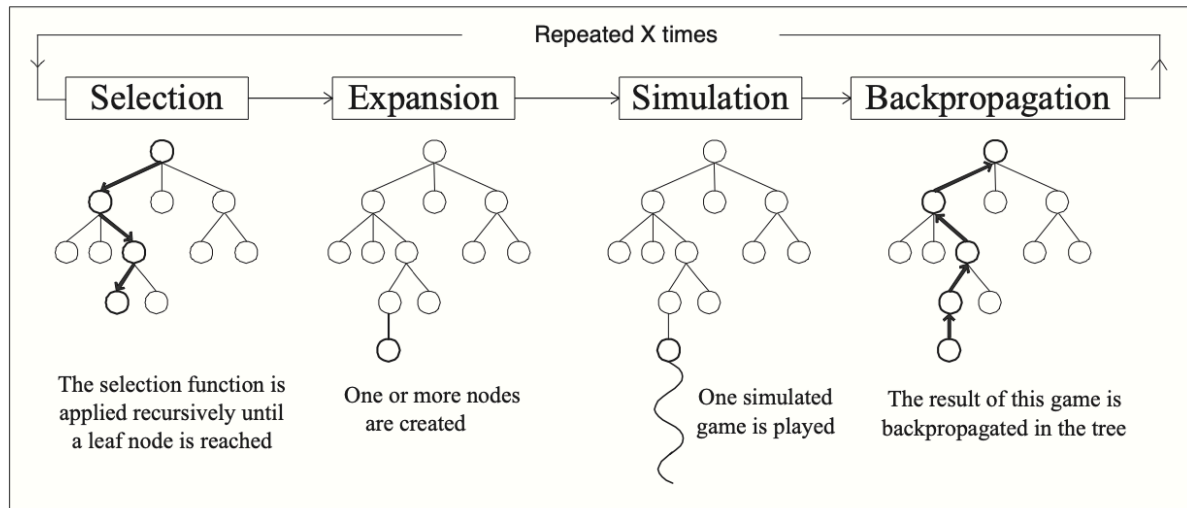 Repeated X times
Selection
Expansion
Simulation
Backpropagation
The selection function is
applied recursively until
a leaf node is reached
One or more nodes
are created
One simulated
game is played
The result of this game is
backpropagated in the tree